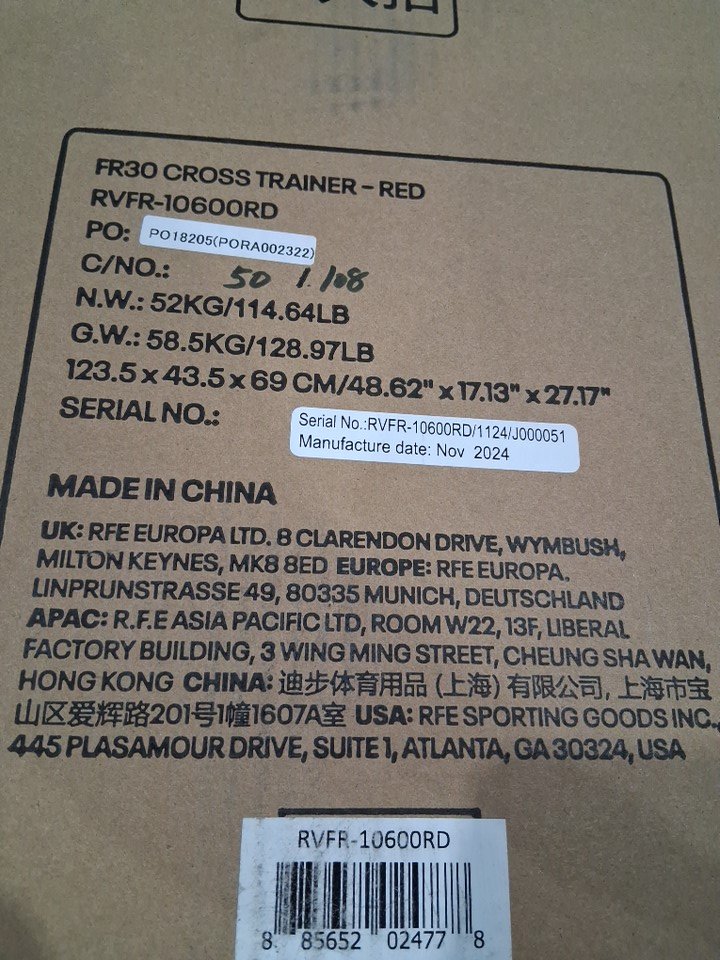 FR30 CROSS TRAINER – RED
RVFR-10600RD
PO: PO18205(PORA002322)
C/NO.: 50 1.108
N.W.: 52KG/114.64LB
G.W.: 58.5KG/128.97LB
123.5 x 43.5 x 69 CM/48.62" x 17.13" x 27.17"
SERIAL NO.: Serial No.:RVFR-10600RD/1124/J000051
Manufacture date: Nov 2024
MADE IN CHINA
UK: RFE EUROPA LTD. 8 CLARENDON DRIVE, WYMBUSH,
MILTON KEYNES, MK8 8ED EUROPE: RFE EUROPA.
LINPRUNSTRASSE 49, 80335 MUNICH, DEUTSCHLAND
APAC: R.F.E ASIA PACIFIC LTD, ROOM W22, 13F, LIBERAL
FACTORY BUILDING, 3 WING MING STREET, CHEUNG SHA WAN,
HONG KONG CHINA: 迪步体育用品 (上海) 有限公司, 上海市宝
山区爱辉路201号1幢1607A室 USA: RFE SPORTING GOODS INC.,
445 PLASAMOUR DRIVE, SUITE 1, ATLANTA, GA 30324, USA
RVFR-10600RD
8 85652 02477 8